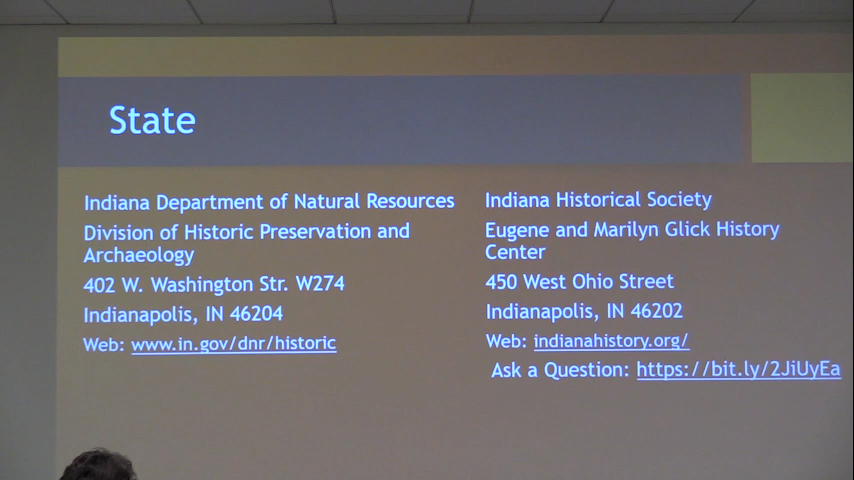 State
Indiana Department of Natural Resources
Division of Historic Preservation and
Archaeology
402 W. Washington Str. W274
Indianapolis, IN 46204
Web: www.in.gov/dnr/historic
Indiana Historical Society
Eugene and Marilyn Glick History
Center
450 West Ohio Street
Indianapolis, IN 46202
Web: indianahistory.org/
Ask a Question: https://bit.ly/2JiUyEa